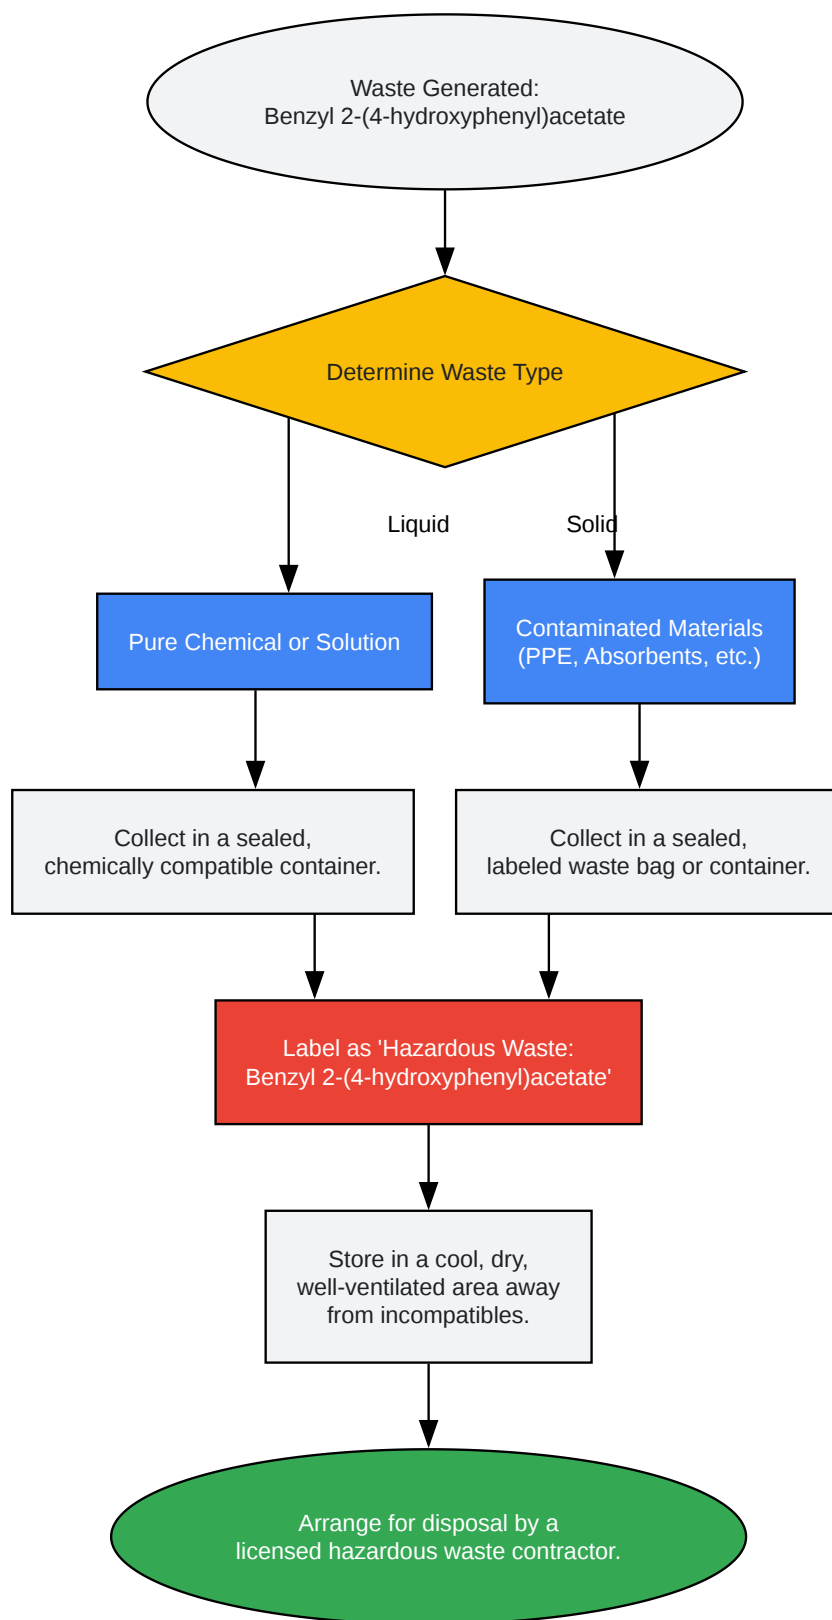 Waste Generated:
Benzyl 2-(4-hydroxyphenyl)acetate
Determine Waste Type
Liquid
Solid
Pure Chemical or Solution
Contaminated Materials
(PPE, Absorbents, etc.)
Collect in a sealed,
chemically compatible container.
Collect in a sealed,
labeled waste bag or container.
Label as 'Hazardous Waste:
Benzyl 2-(4-hydroxyphenyl)acetate'
Store in a cool, dry,
well-ventilated area away
from incompatibles.
Arrange for disposal by a
licensed hazardous waste contractor.